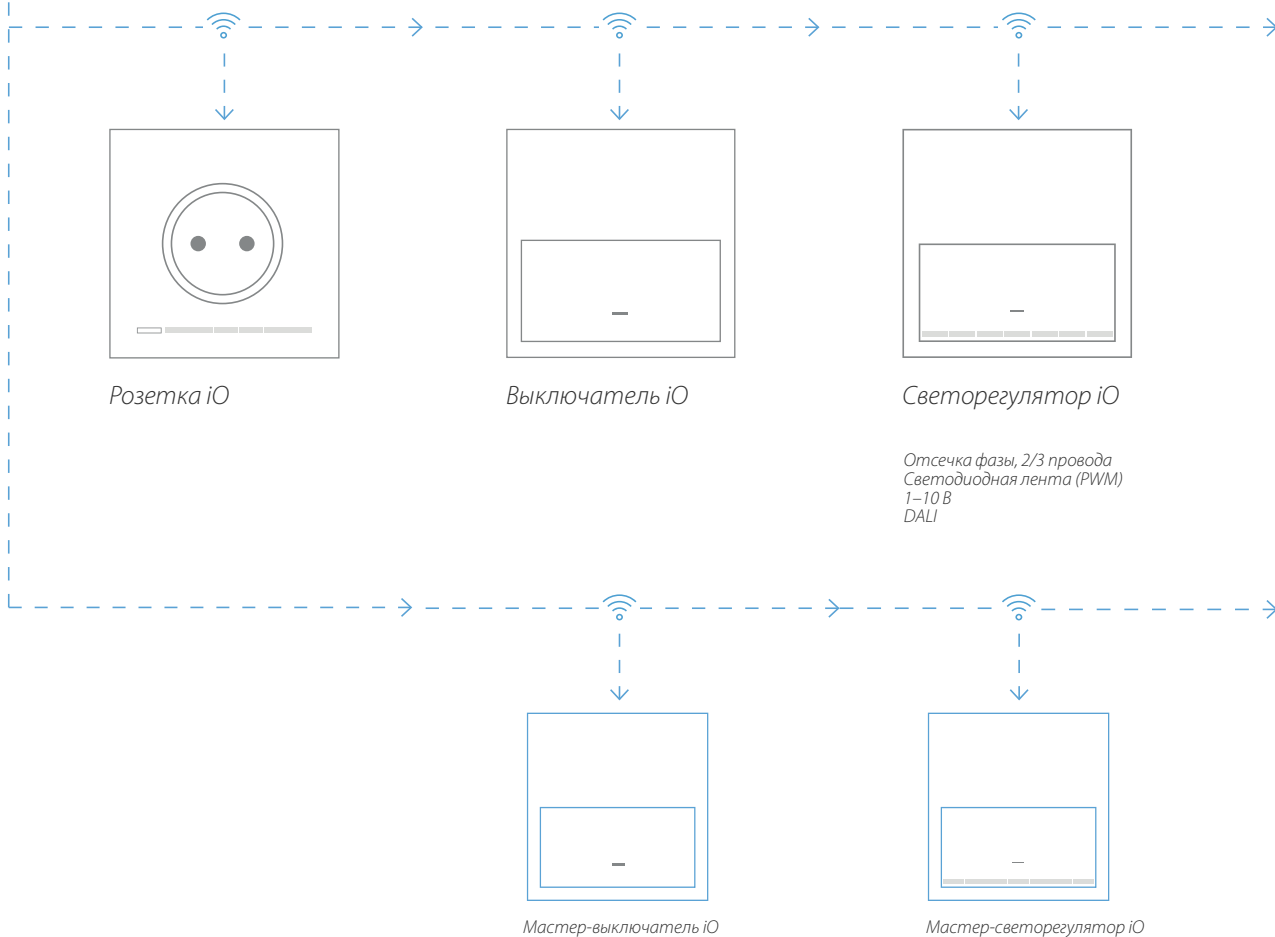 Розетка iO
Выключатель iO
Светорегулятор iO
Отсечка фазы, 2/3 провода
Светодиодная лента (PWM)
1–10 В
DALI
Мастер-выключатель iO
Мастер-светорегулятор iO